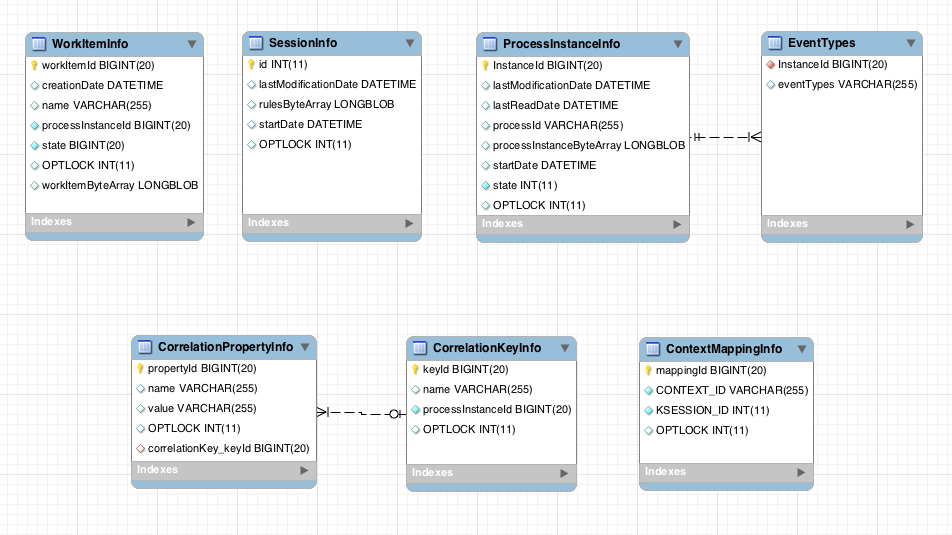 WorkItemInfo
workItemId BIGINT(20)
creationDate DATETIME
name VARCHAR(255)
processInstanceId BIGINT(20)
state BIGINT(20)
OPTLOCK INT(11)
workItemByteArray LONGBLOB
Indexes
SessionInfo
id INT(11)
lastModificationDate DATETIME
rulesByteArray LONGBLOB
startDate DATETIME
OPTLOCK INT(11)
Indexes
ProcessInstanceInfo
InstanceId BIGINT(20)
lastModificationDate DATETIME
lastReadDate DATETIME
processId VARCHAR(255)
processInstanceByteArray LONGBLOB
startDate DATETIME
state INT(11)
OPTLOCK INT(11)
Indexes
EventTypes
InstanceId BIGINT(20)
eventTypes VARCHAR(255)
Indexes
CorrelationPropertyInfo
propertyId BIGINT(20)
name VARCHAR(255)
value VARCHAR(255)
OPTLOCK INT(11)
correlationKey_keyId BIGINT(20)
Indexes
CorrelationKeyInfo
keyId BIGINT(20)
name VARCHAR(255)
processInstanceId BIGINT(20)
OPTLOCK INT(11)
Indexes
ContextMappingInfo
mappingId BIGINT(20)
CONTEXT_ID VARCHAR(255)
KSESSION_ID INT(11)
OPTLOCK INT(11)
Indexes